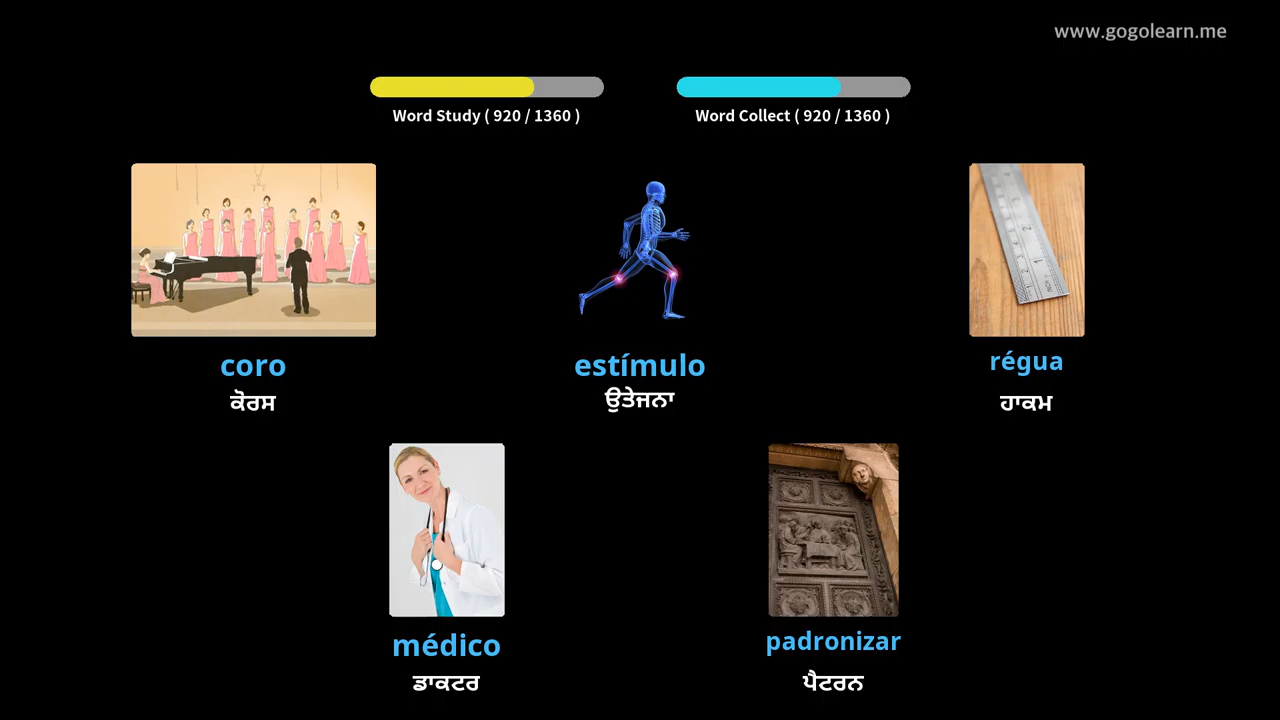 www.gogolearn.me
Word Study ( 920 / 1360 )
Word Collect ( 920 / 1360 )
coro
ਕੋਰਸ
estímulo
ਉਤੇਜਨਾ
régua
ਹਾਕਮ
médico
ਡਾਕਟਰ
padronizar
ਪੈਟਰਨ